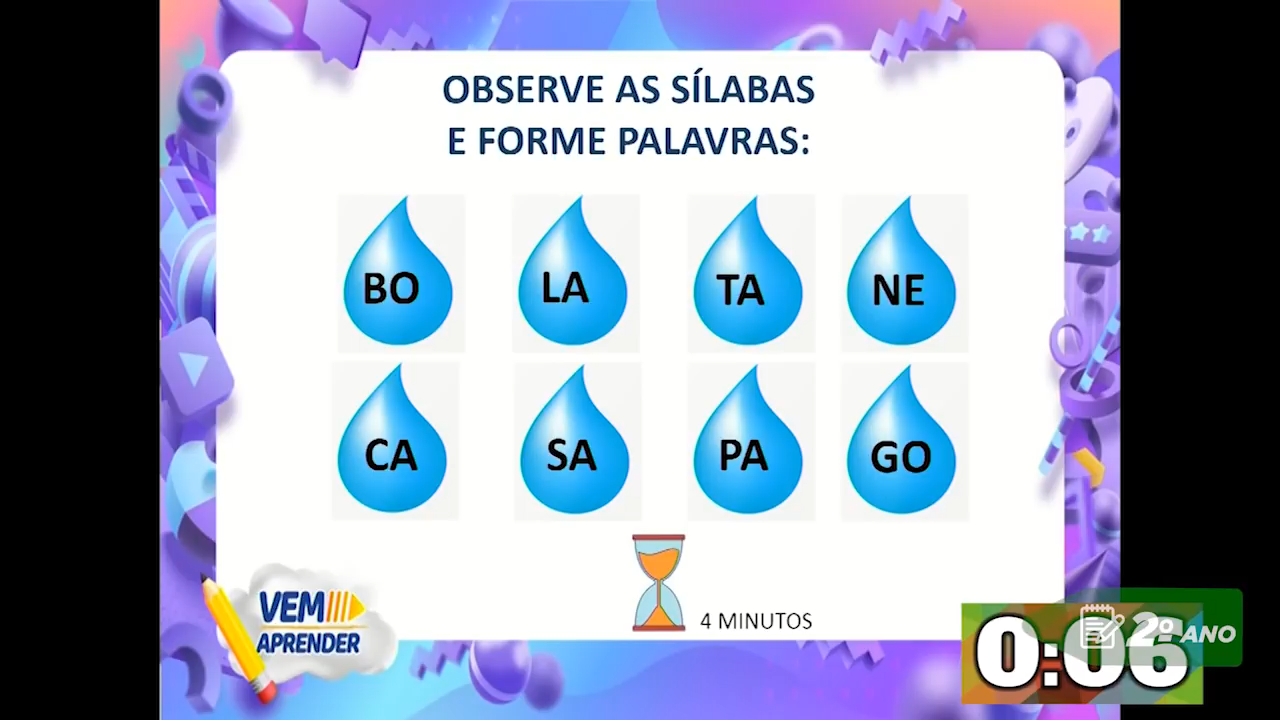 OBSERVE AS SÍLABAS
E FORME PALAVRAS:
BO LA TA NE
CA SA PA GO
4 MINUTOS
VEM
APRENDER
0:06
2º ANO